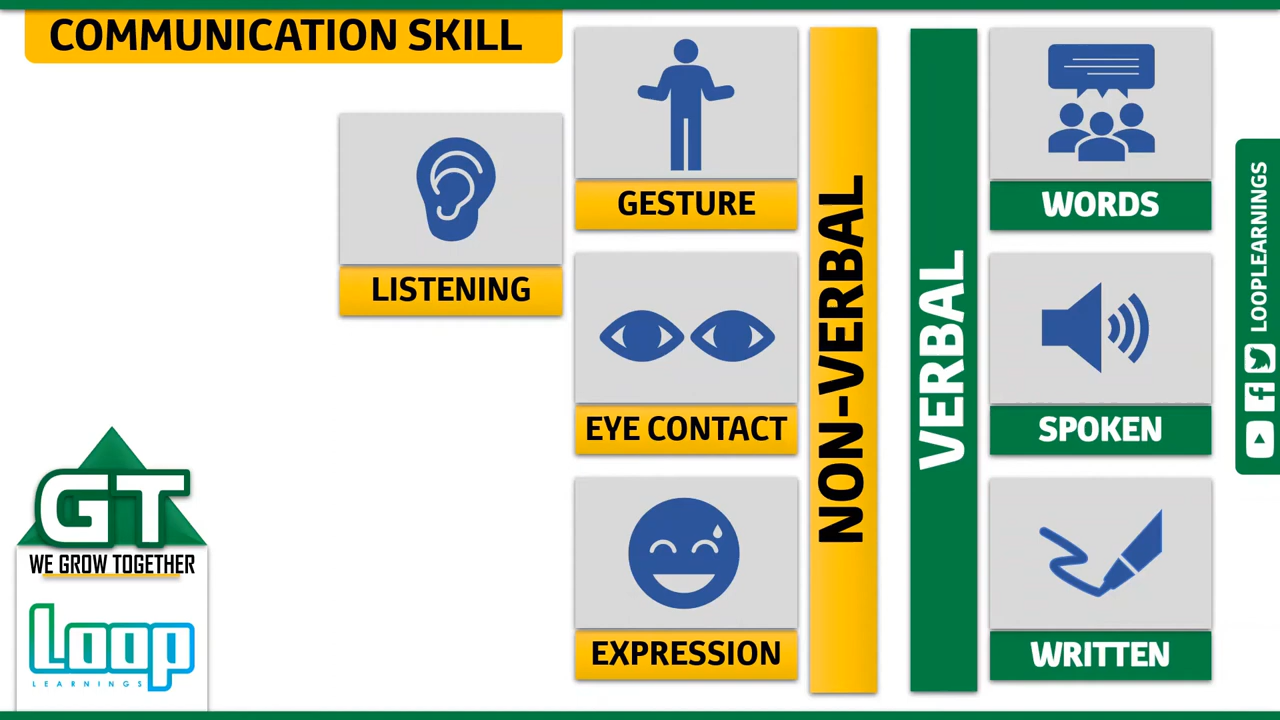 COMMUNICATION SKILL
LISTENING
GESTURE
EYE CONTACT
EXPRESSION
NON-VERBAL
VERBAL
WORDS
SPOKEN
WRITTEN
LOOPLEARNINGS
GT
WE GROW TOGETHER
Loop
LEARNINGS